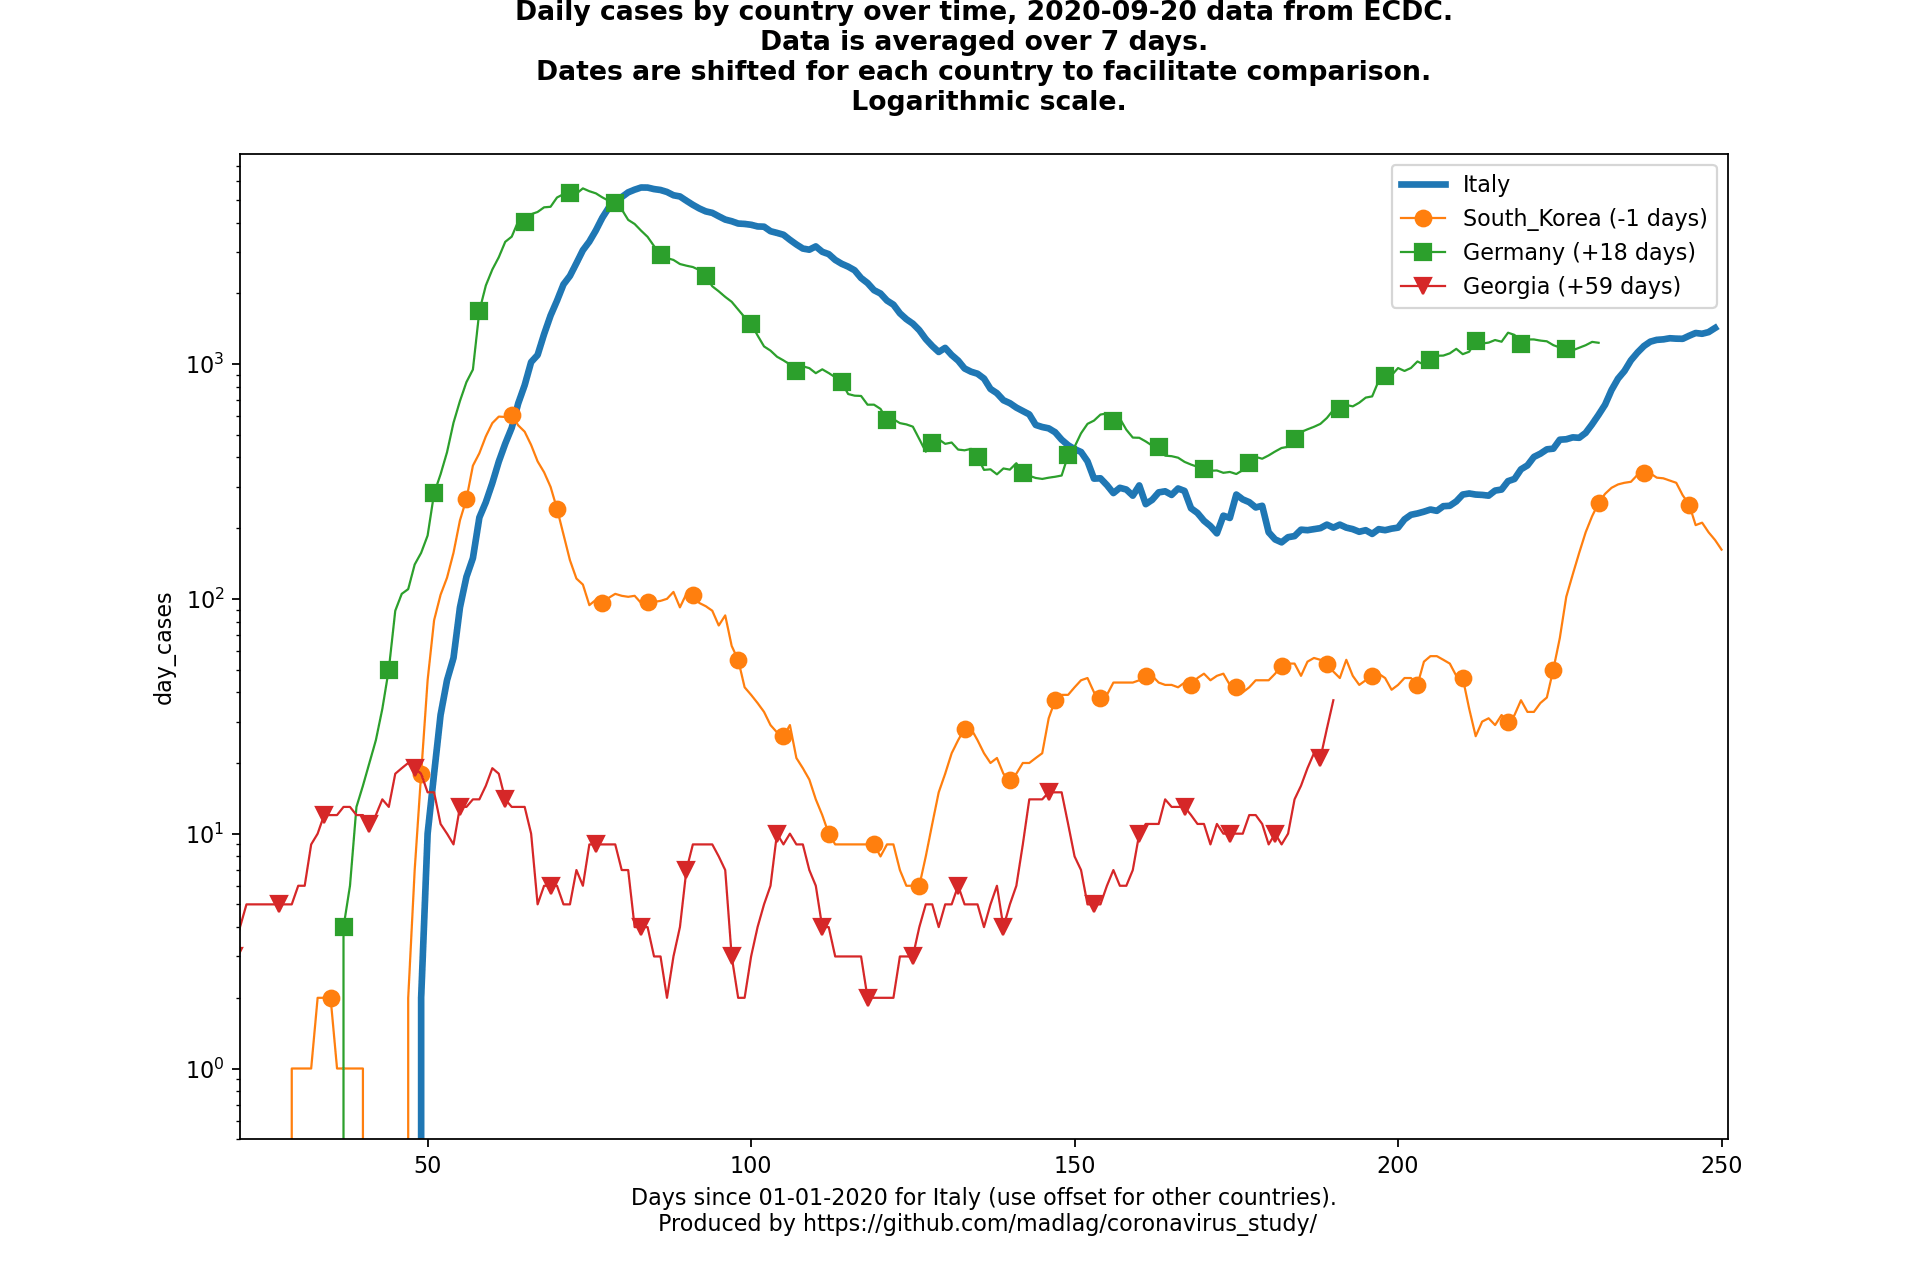 Daily cases by country over time, 2020-09-20 data from ECDC.
Data is averaged over 7 days.
Dates are shifted for each country to facilitate comparison.
Logarithmic scale.
Italy
South_Korea (-1 days)
Germany (+18 days)
Georgia (+59 days)
day_cases
10³
10²
10¹
10⁰
50 100 150 200 250
Days since 01-01-2020 for Italy (use offset for other countries).
Produced by https://github.com/madlag/coronavirus_study/